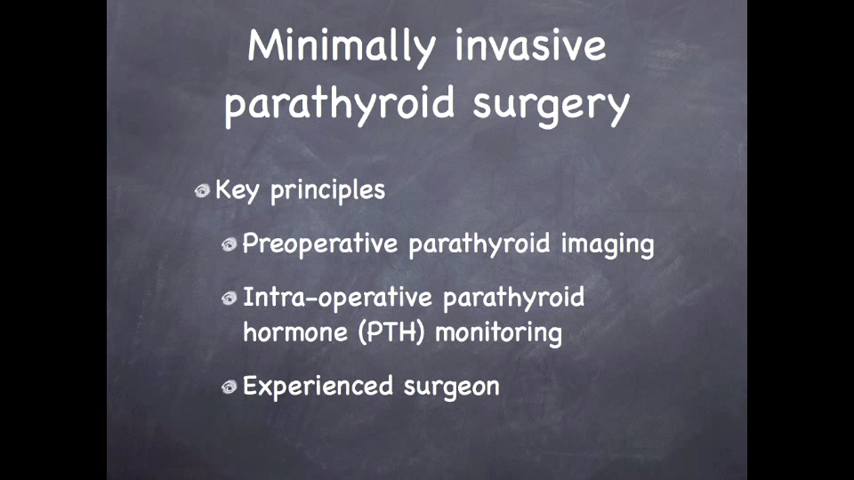 Minimally invasive
parathyroid surgery
Key principles
Preoperative parathyroid imaging
Intra-operative parathyroid
hormone (PTH) monitoring
Experienced surgeon